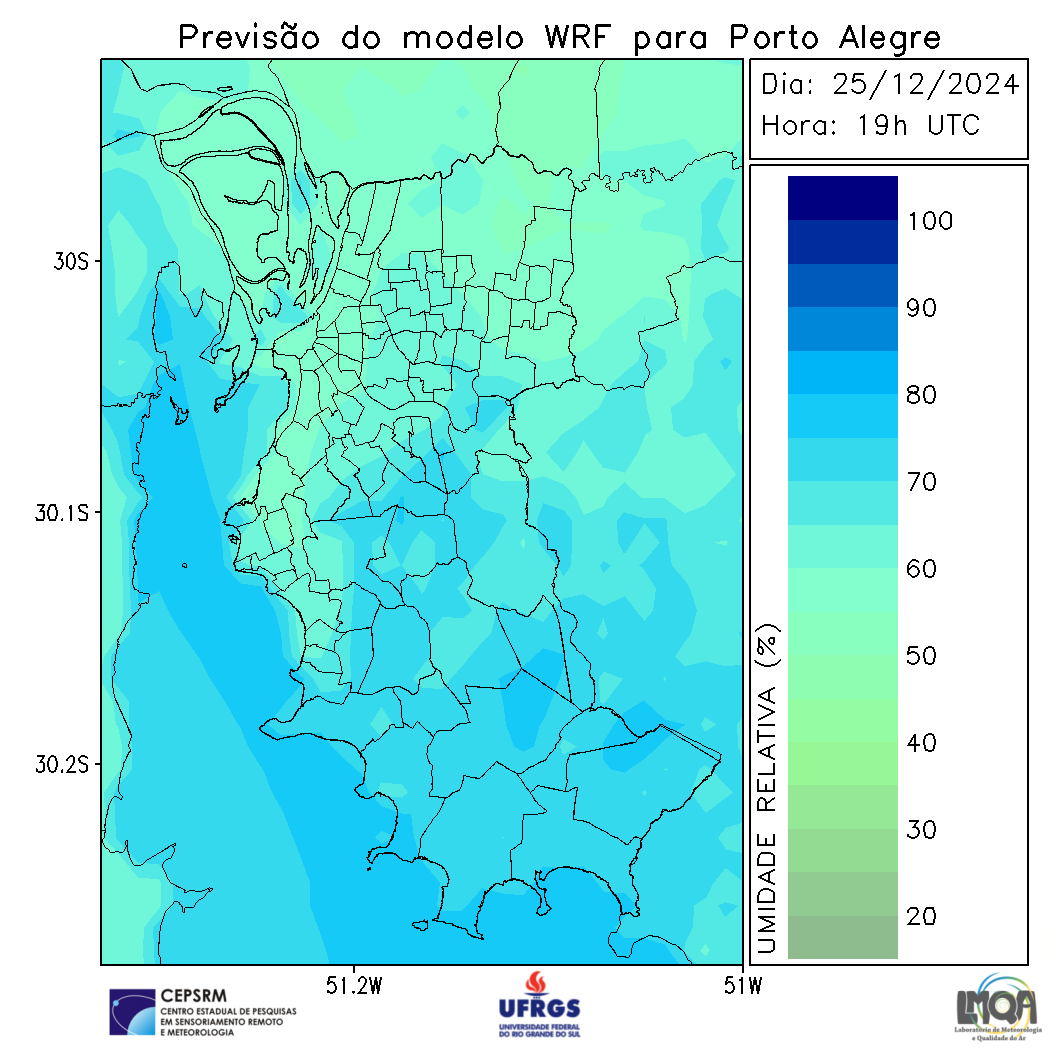 Previsão do modelo WRF para Porto Alegre
Dia: 25/12/2024
Hora: 19h UTC
30S
30.1S
30.2S
51.2W
51W
100
90
80
70
60
50
40
30
20
UMIDADE RELATIVA (%)
CEPSRM
CENTRO ESTADUAL DE PESQUISAS
EM SENSORIAMENTO REMOTO
E METEOROLOGIA
UFRGS
UNIVERSIDADE FEDERAL
DO RIO GRANDE DO SUL
LMQA
Laboratório de Meteorologia
e Qualidade do Ar